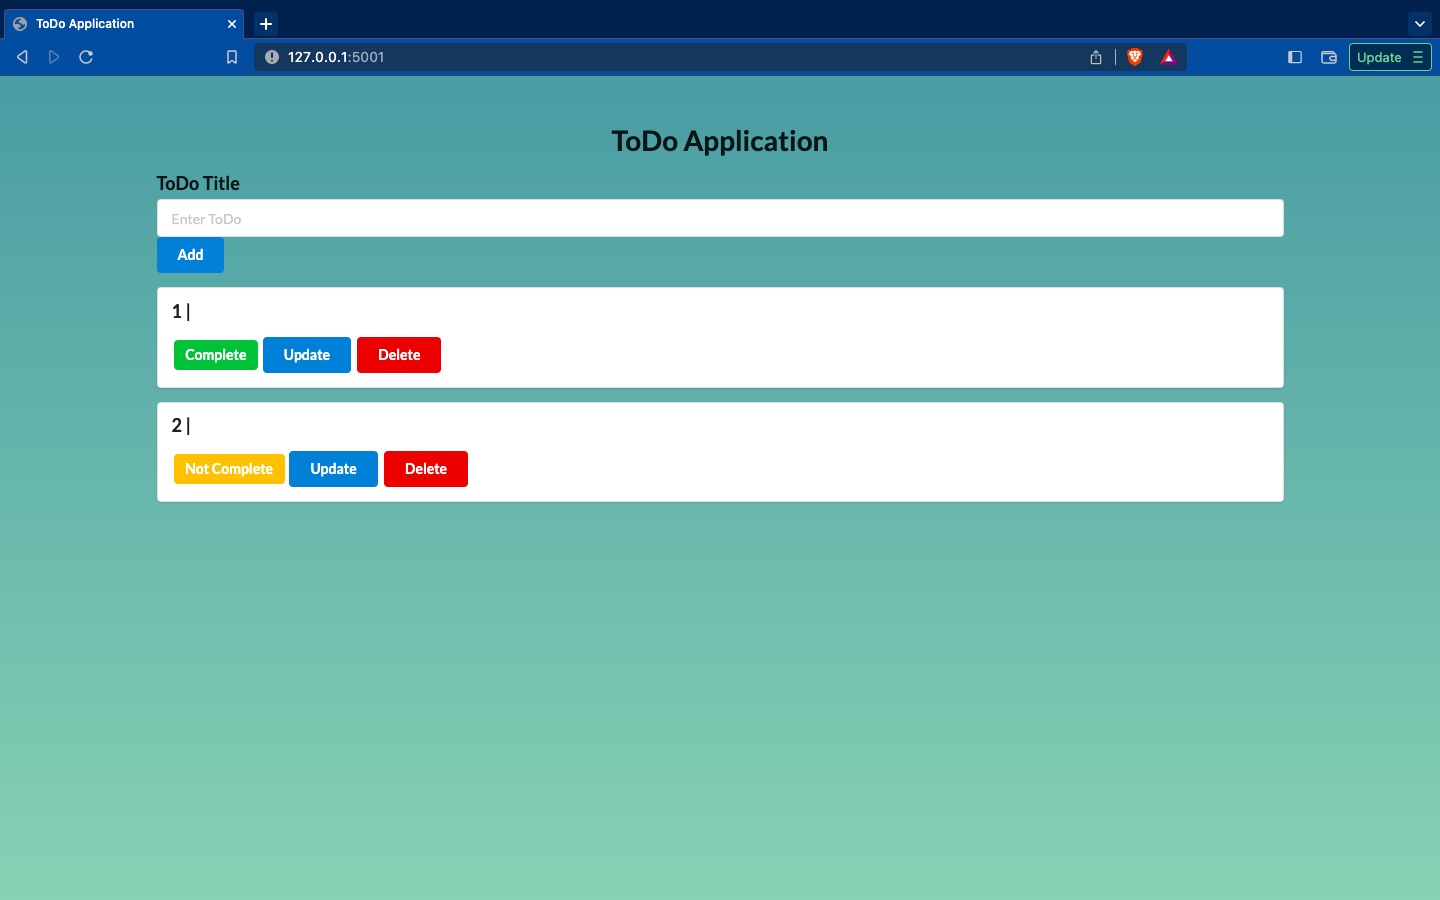 ToDo Application
127.0.0.1:5001
Update
ToDo Application
ToDo Title
Enter ToDo
Add
1 |
Complete Update Delete
2 |
Not Complete Update Delete